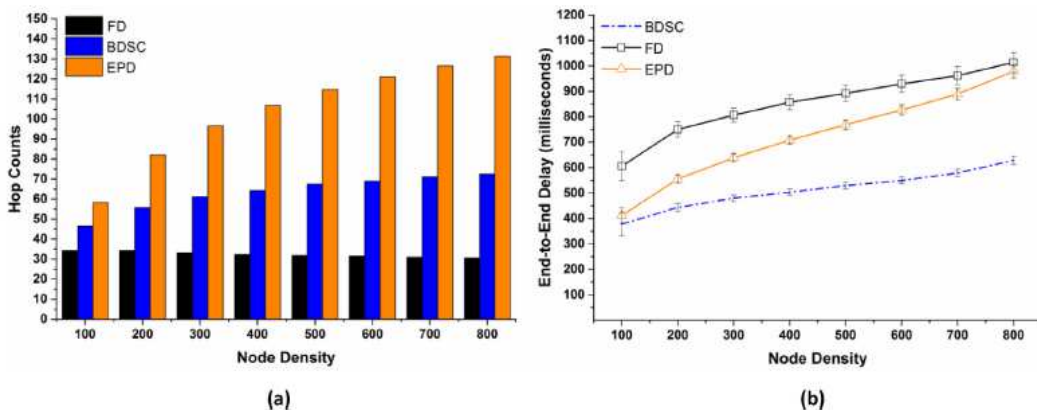 150
140
130
120
110
100
90
80
70
60
50
40
30
20
10
0
Hop Counts
FD
BDSC
EPD
100 200 300 400 500 600 700 800
Node Density
(a)
1200
1100
1000
900
800
700
600
500
400
300
200
100
End-to-End Delay (milliseconds)
BDSC
FD
EPD
100 200 300 400 500 600 700 800
Node Density
(b)